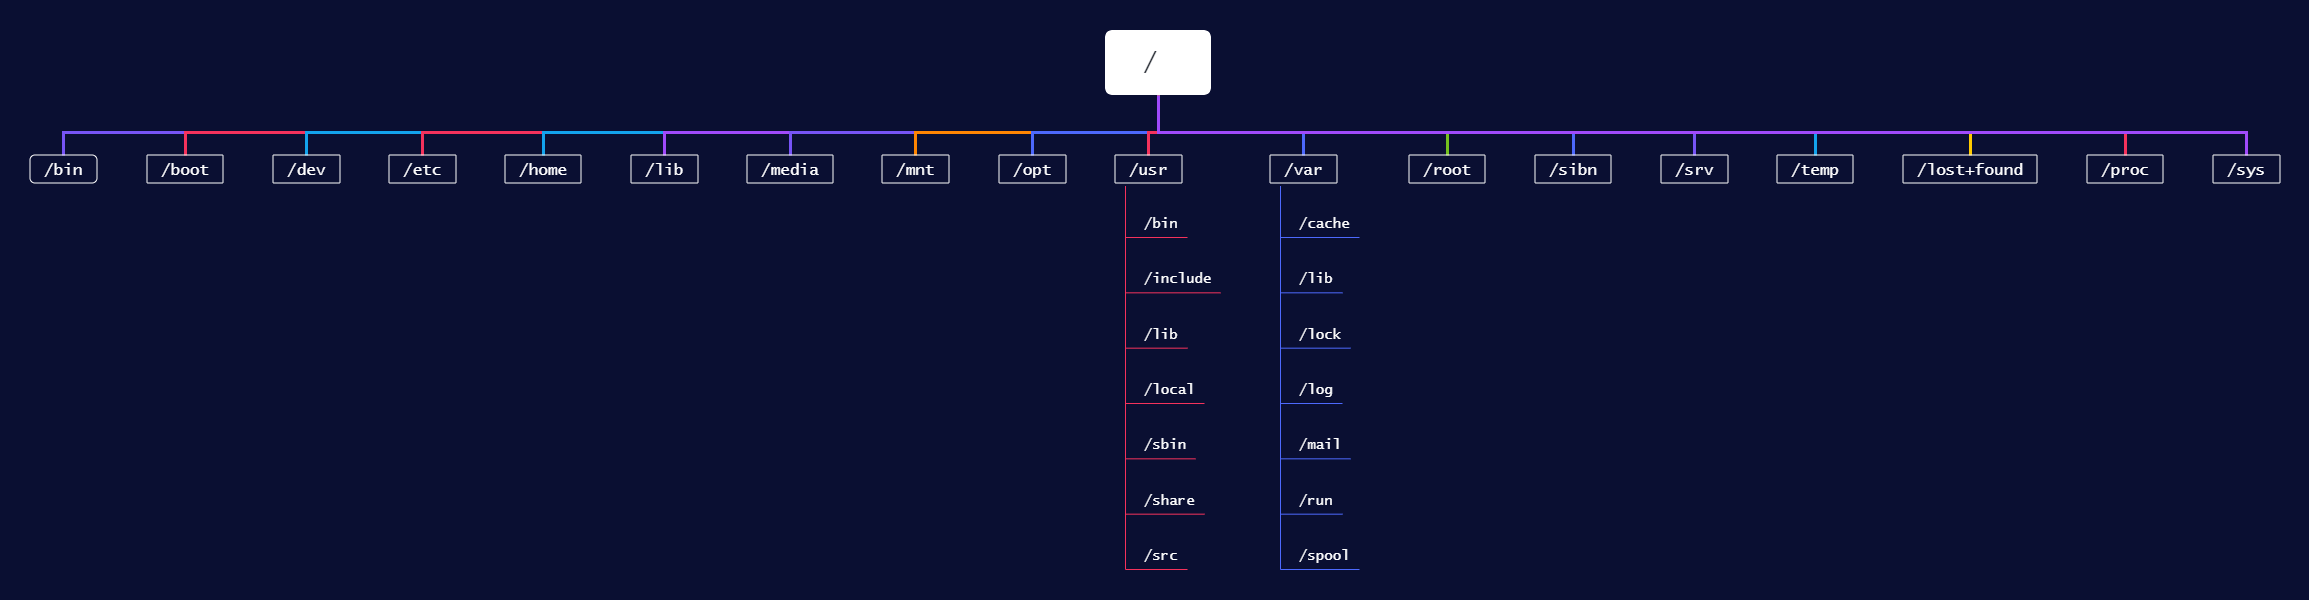 /
/bin
/boot
/dev
/etc
/home
/lib
/media
/mnt
/opt
/usr
/var
/root
/sibn
/srv
/temp
/lost+found
/proc
/sys
/bin
/include
/lib
/local
/sbin
/share
/src
/cache
/lib
/lock
/log
/mail
/run
/spool